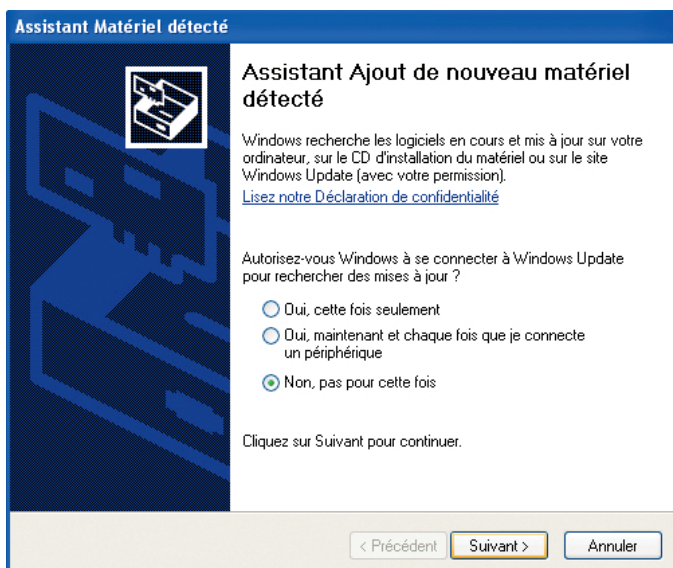 Assistant Matériel détecté
Assistant Ajout de nouveau matériel
détecté
Windows recherche les logiciels en cours et mis à jour sur votre
ordinateur, sur le CD d'installation du matériel ou sur le site
Windows Update (avec votre permission).
Lisez notre Déclaration de confidentialité
Autorisez-vous Windows à se connecter à Windows Update
pour rechercher des mises à jour ?
Oui, cette fois seulement
Oui, maintenant et chaque fois que je connecte
un périphérique
Non, pas pour cette fois
Cliquez sur Suivant pour continuer.
< Précédent Suivant > Annuler